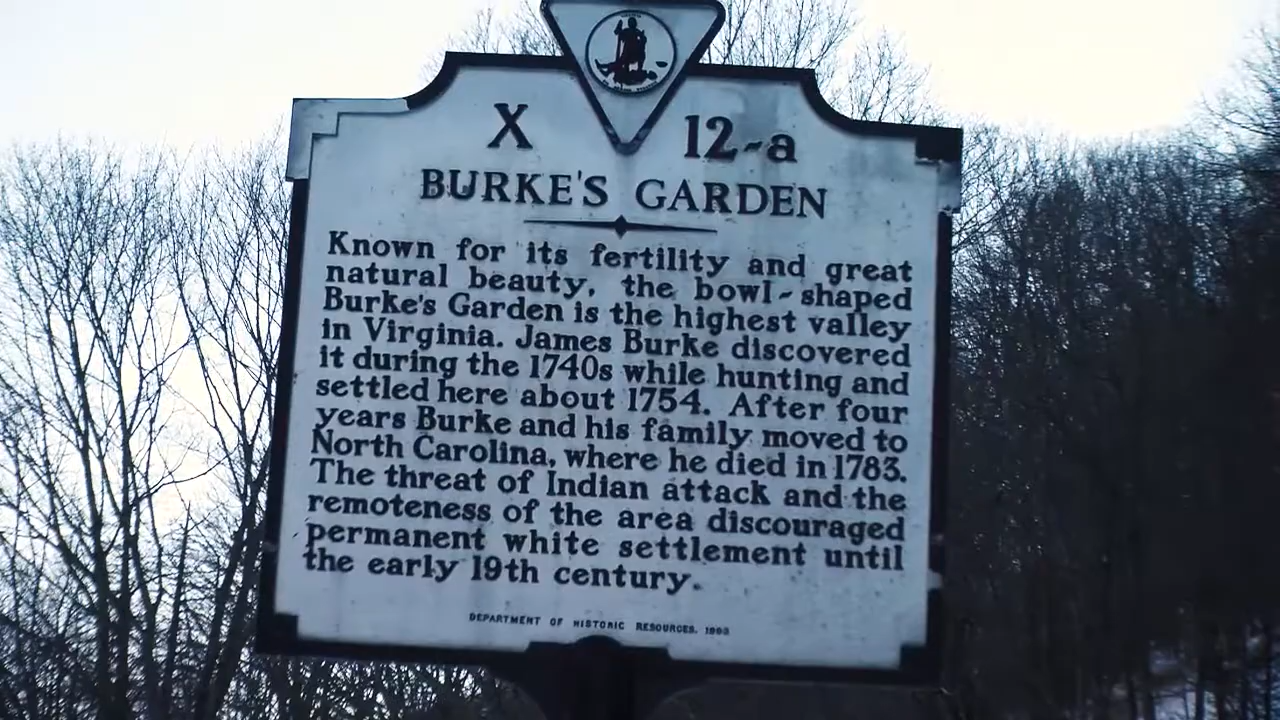 X 12-a
BURKE'S GARDEN
Known for its fertility and great
natural beauty, the bowl-shaped
Burke's Garden is the highest valley
in Virginia. James Burke discovered
it during the 1740s while hunting and
settled here about 1754. After four
years Burke and his family moved to
North Carolina, where he died in 1783.
The threat of Indian attack and the
remoteness of the area discouraged
permanent white settlement until
the early 19th century.
DEPARTMENT OF HISTORIC RESOURCES,